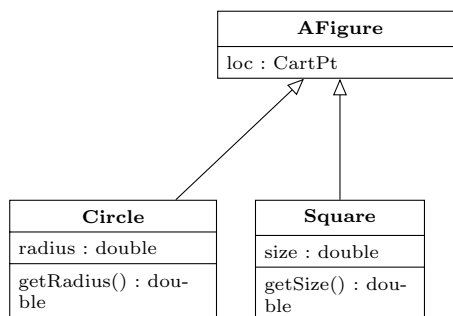 AFigure
loc : CartPt
Circle
radius : double
getRadius() : dou-
ble
Square
size : double
getSize() : dou-
ble